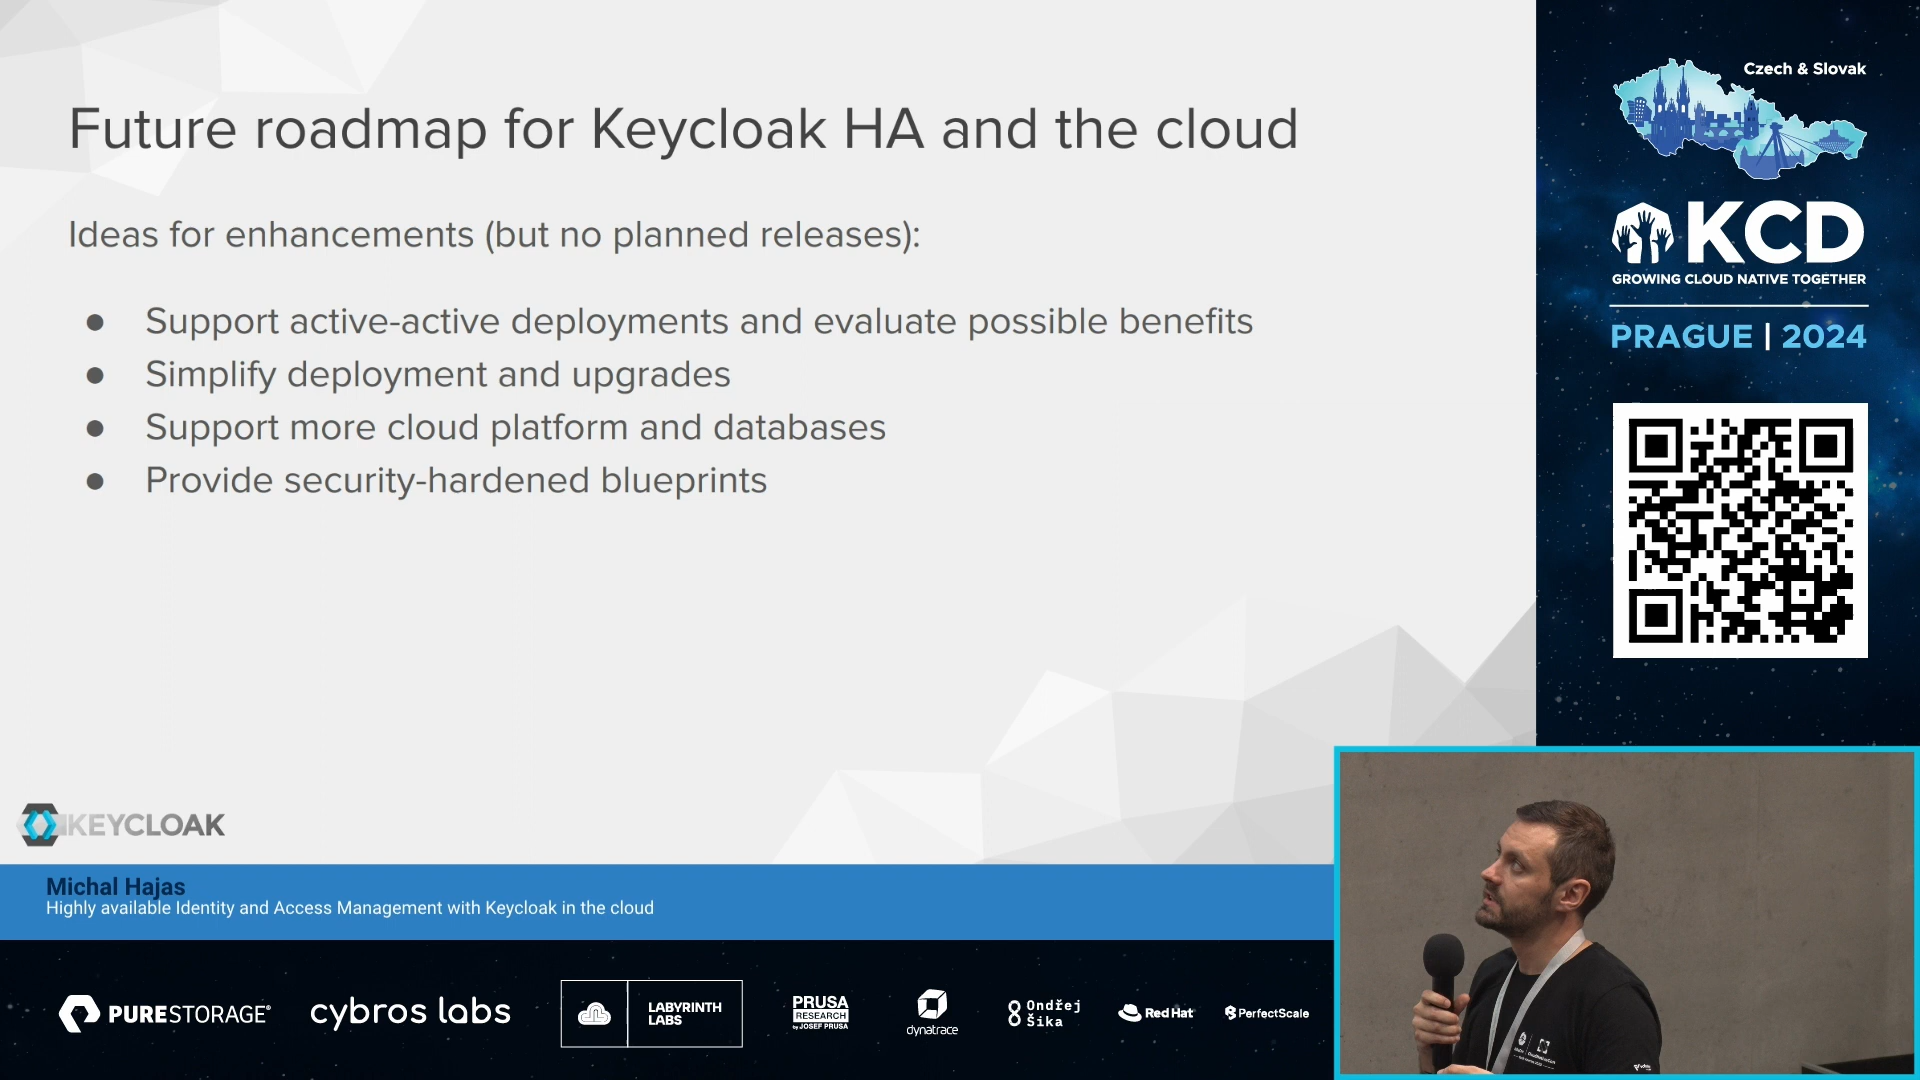 Future roadmap for Keycloak HA and the cloud
Ideas for enhancements (but no planned releases):
● Support active-active deployments and evaluate possible benefits
● Simplify deployment and upgrades
● Support more cloud platform and databases
● Provide security-hardened blueprints
KEYCLOAK
Michal Hajas
Highly available Identity and Access Management with Keycloak in the cloud
Czech & Slovak
KCD
GROWING CLOUD NATIVE TOGETHER
PRAGUE | 2024
PURESTORAGE®
cybros labs
LABYRINTH
LABS
PRUSA
RESEARCH
by JOSEF PRUSA
dynatrace
Ondřej
Šika
Red Hat
PerfectScale